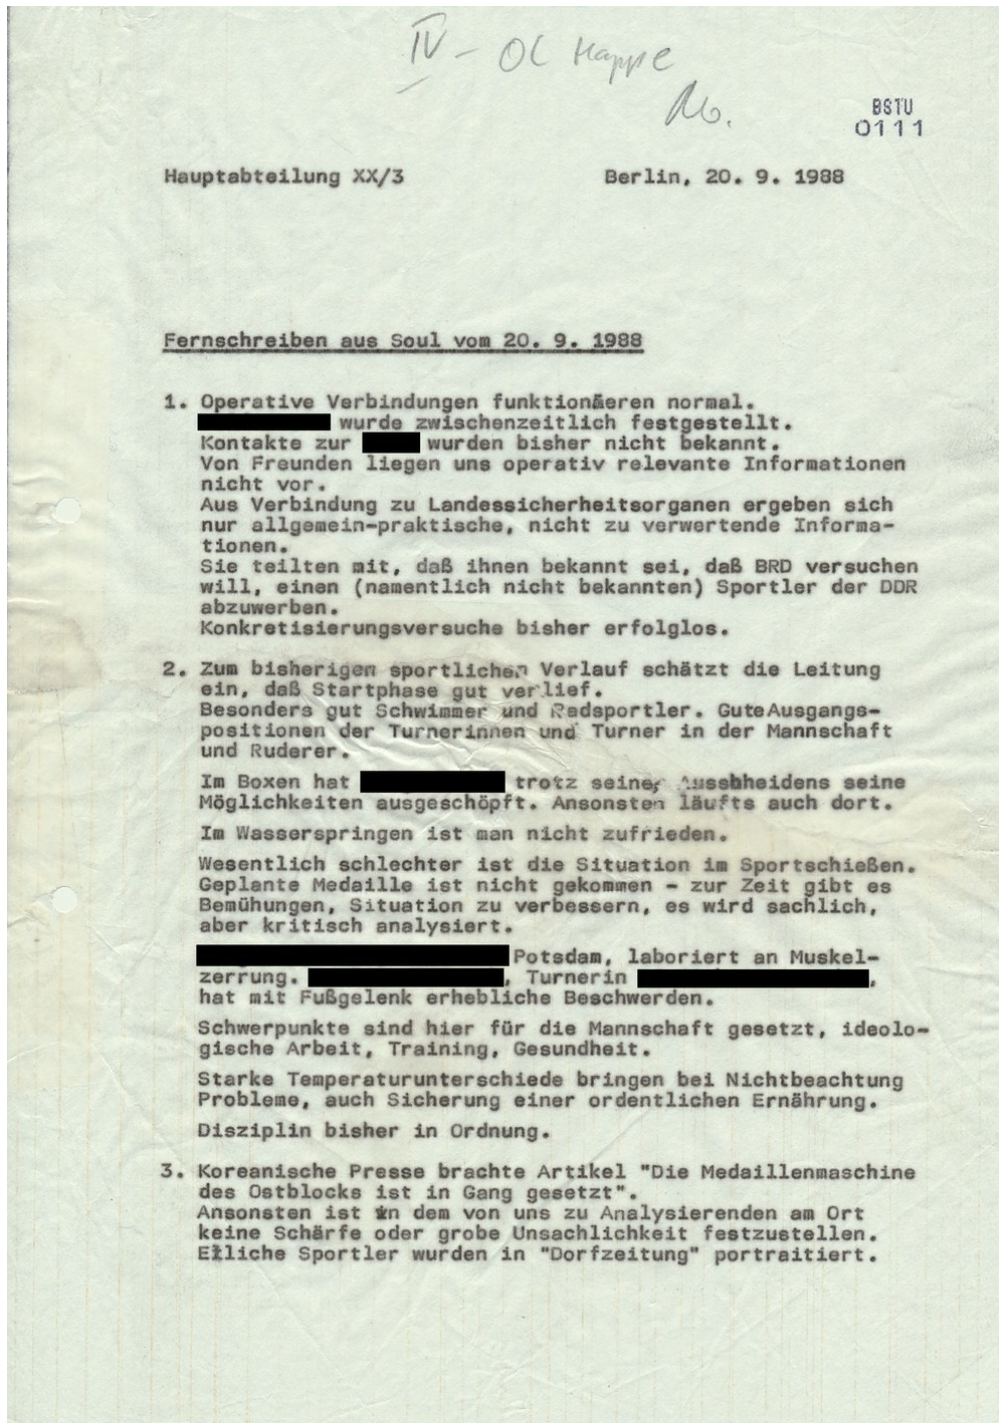 IV - OL Happe
BSTU
0111
Hauptabteilung XX/3 Berlin, 20. 9. 1988
Fernschreiben aus Soul vom 20. 9. 1988
1. Operative Verbindungen funktionäeren normal.
wurde zwischenzeitlich festgestellt.
Kontakte zur wurden bisher nicht bekannt.
Von Freunden liegen uns operativ relevante Informationen
nicht vor.
Aus Verbindung zu Landessicherheitsorganen ergeben sich
nur allgemein-praktische, nicht zu verwertende Informa-
tionen.
Sie teilten mit, daß ihnen bekannt sei, daß BRD versuchen
will, einen (namentlich nicht bekannten) Sportler der DDR
abzuwerben.
Konkretisierungsversuche bisher erfolglos.
2. Zum bisherigen sportlichen Verlauf schätzt die Leitung
ein, daß Startphase gut verlief.
Besonders gut Schwimmer und Radsportler. GuteAusgangs-
positionen der Turnerinnen und Turner in der Mannschaft
und Ruderer.
Im Boxen hat trotz seines Ausscheidens seine
Möglichkeiten ausgeschöpft. Ansonsten läufts auch dort.
Im Wasserspringen ist man nicht zufrieden.
Wesentlich schlechter ist die Situation im Sportschießen.
Geplante Medaille ist nicht gekommen - zur Zeit gibt es
Bemühungen, Situation zu verbessern, es wird sachlich,
aber kritisch analysiert.
Potsdam, laboriert an Muskel-
zerrung. , Turnerin ,
hat mit Fußgelenk erhebliche Beschwerden.
Schwerpunkte sind hier für die Mannschaft gesetzt, ideolo-
gische Arbeit, Training, Gesundheit.
Starke Temperaturunterschiede bringen bei Nichtbeachtung
Probleme, auch Sicherung einer ordentlichen Ernährung.
Disziplin bisher in Ordnung.
3. Koreanische Presse brachte Artikel "Die Medaillenmaschine
des Ostblocks ist in Gang gesetzt".
Ansonsten ist in dem von uns zu Analysierenden am Ort
keine Schärfe oder grobe Unsachlichkeit festzustellen.
Etliche Sportler wurden in "Dorfzeitung" portraitiert.